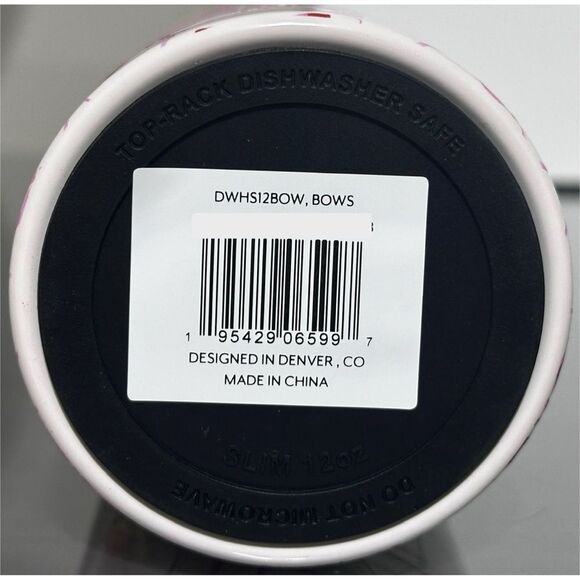 TOP-RACK DISHWASHER SAFE
DWHS12BOW, BOWS
1 95429 06599 7
DESIGNED IN DENVER, CO
MADE IN CHINA
SLIM 12oz
DO NOT MICROWAVE